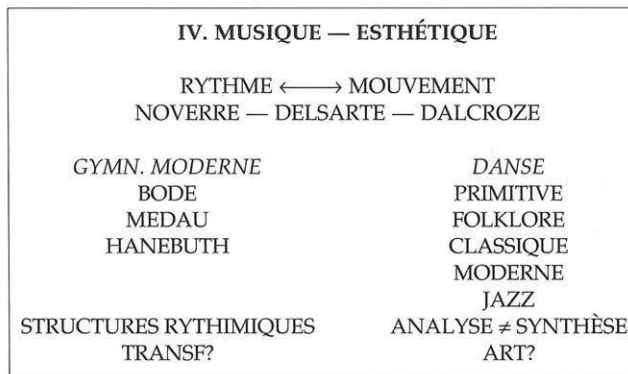 IV. MUSIQUE — ESTHÉTIQUE
RYTHME ⟷ MOUVEMENT
NOVERRE — DELSARTE — DALCROZE
GYMN. MODERNE
BODE
MEDAU
HANEBUTH
STRUCTURES RYTHIMIQUES
TRANSF?
DANSE
PRIMITIVE
FOLKLORE
CLASSIQUE
MODERNE
JAZZ
ANALYSE ≠ SYNTHÈSE
ART?